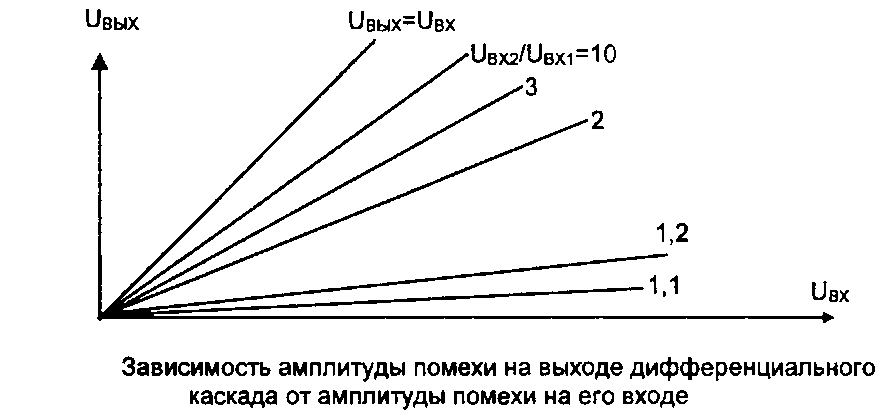 Uвых
Uвых=Uвх
Uвх2/Uвх1=10
3
2
1,2
1,1
Uвх
Зависимость амплитуды помехи на выходе дифференциального
каскада от амплитуды помехи на его входе